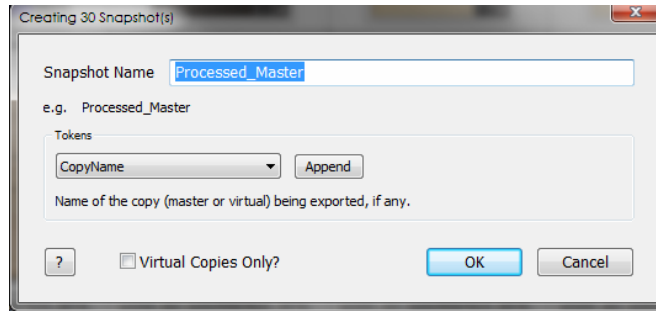 Creating 30 Snapshot(s)
x
Snapshot Name Processed_Master
e.g. Processed_Master
Tokens
CopyName Append
Name of the copy (master or virtual) being exported, if any.
? Virtual Copies Only? OK Cancel